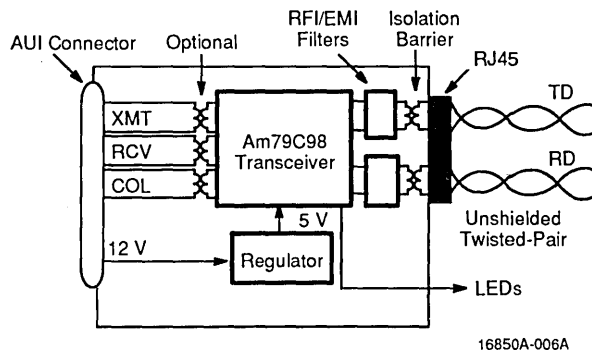 AUI Connector
Optional
RFI/EMI
Filters
Isolation
Barrier
RJ45
XMT
RCV
COL
Am79C98
Transceiver
TD
RD
5 V
12 V
Regulator
Unshielded
Twisted-Pair
LEDs
16850A-006A